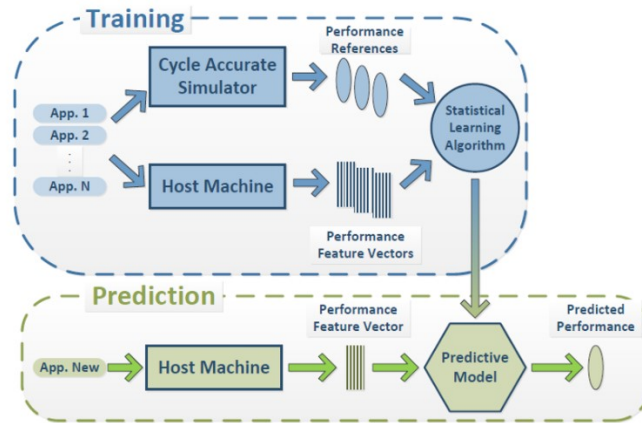 Training
Performance
References
Cycle Accurate
Simulator
App. 1
App. 2
App. N
Statistical
Learning
Algorithm
Host Machine
Performance
Feature Vectors
Prediction
Performance
Feature Vector
Predicted
Performance
App. New
Host Machine
Predictive
Model